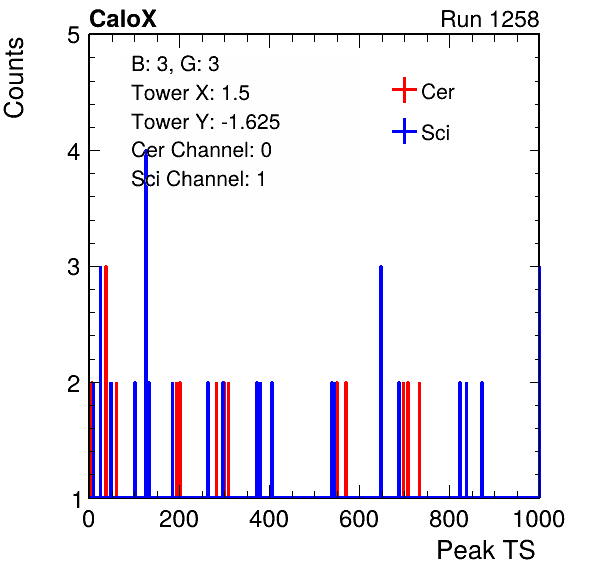 CaloX Run 1258
Counts
5
B: 3, G: 3
Tower X: 1.5
Tower Y: -1.625
Cer Channel: 0
Sci Channel: 1
Cer
Sci
4
3
2
1
0 200 400 600 800 1000
Peak TS